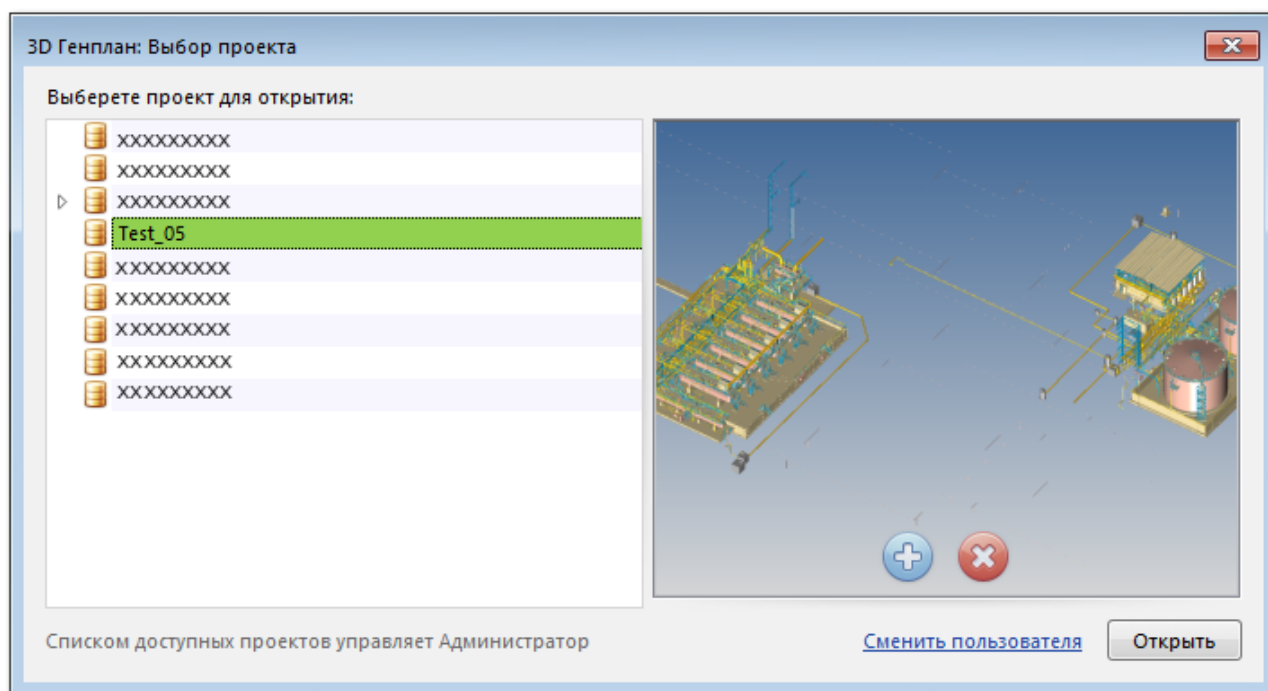 3D Генплан: Выбор проекта
Выберете проект для открытия:
xxxxxxxxx
xxxxxxxxx
xxxxxxxxx
Test_05
xxxxxxxxx
xxxxxxxxx
xxxxxxxxx
xxxxxxxxx
xxxxxxxxx
Списком доступных проектов управляет Администратор
Сменить пользователя
Открыть